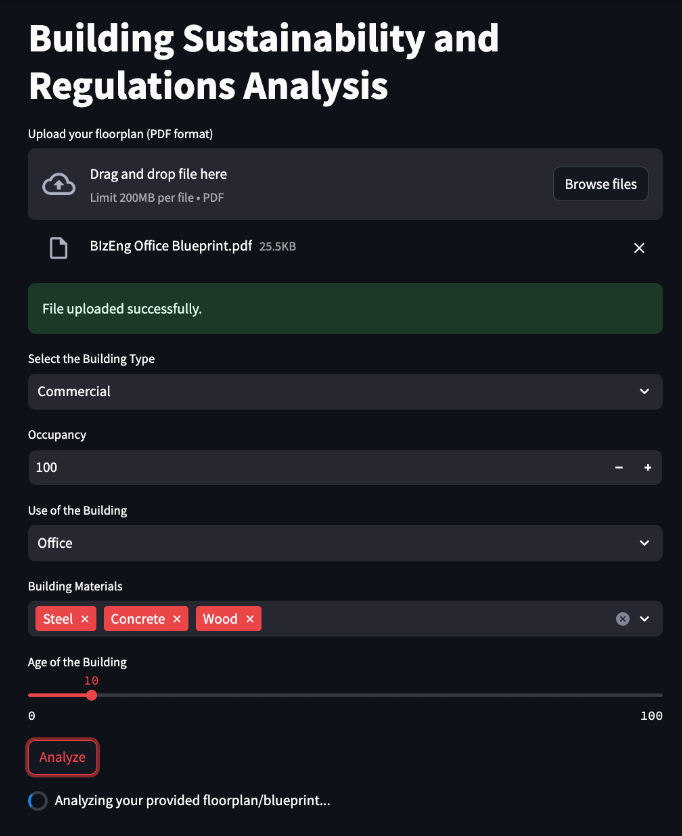 Building Sustainability and
Regulations Analysis
Upload your floorplan (PDF format)
Drag and drop file here
Limit 200MB per file • PDF
Browse files
BIzEng Office Blueprint.pdf 25.5KB
File uploaded successfully.
Select the Building Type
Commercial
Occupancy
100
Use of the Building
Office
Building Materials
Steel × Concrete × Wood ×
Age of the Building
10
0 100
Analyze
Analyzing your provided floorplan/blueprint...